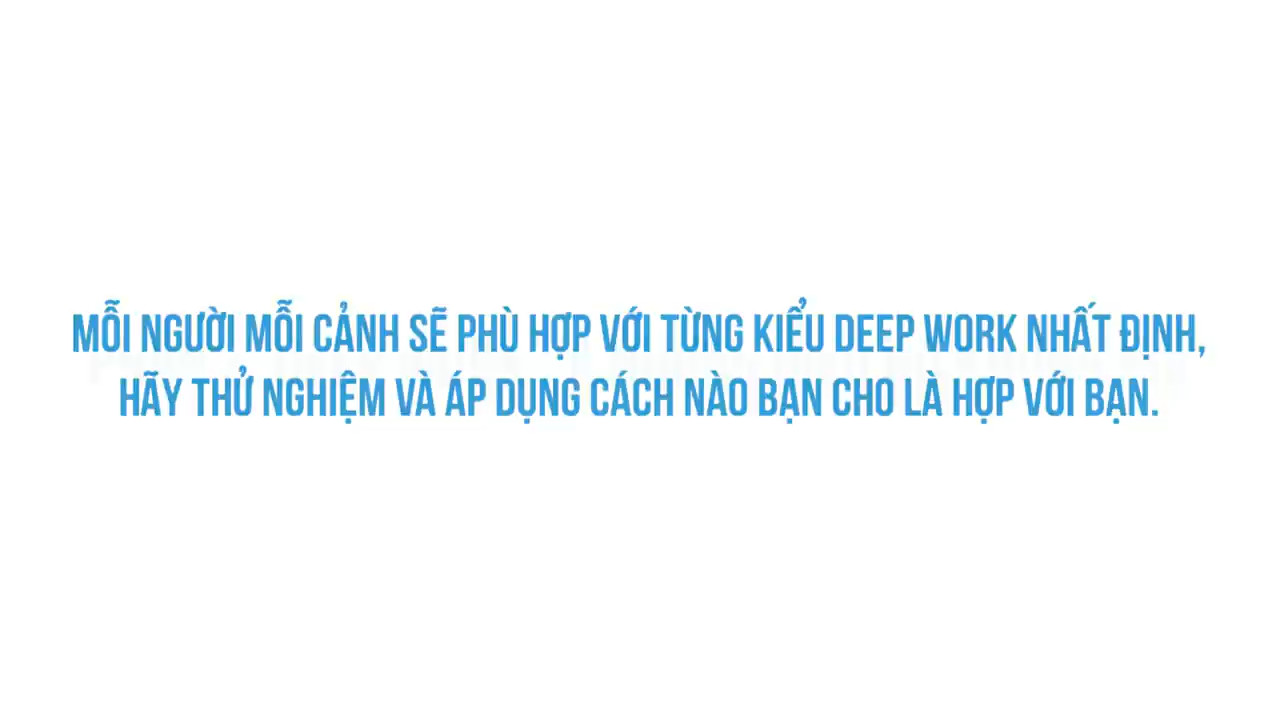 MỖI NGƯỜI MỖI CẢNH SẼ PHÙ HỢP VỚI TỪNG KIỂU DEEP WORK NHẤT ĐỊNH,
HÃY THỬ NGHIỆM VÀ ÁP DỤNG CÁCH NÀO BẠN CHO LÀ HỢP VỚI BẠN.